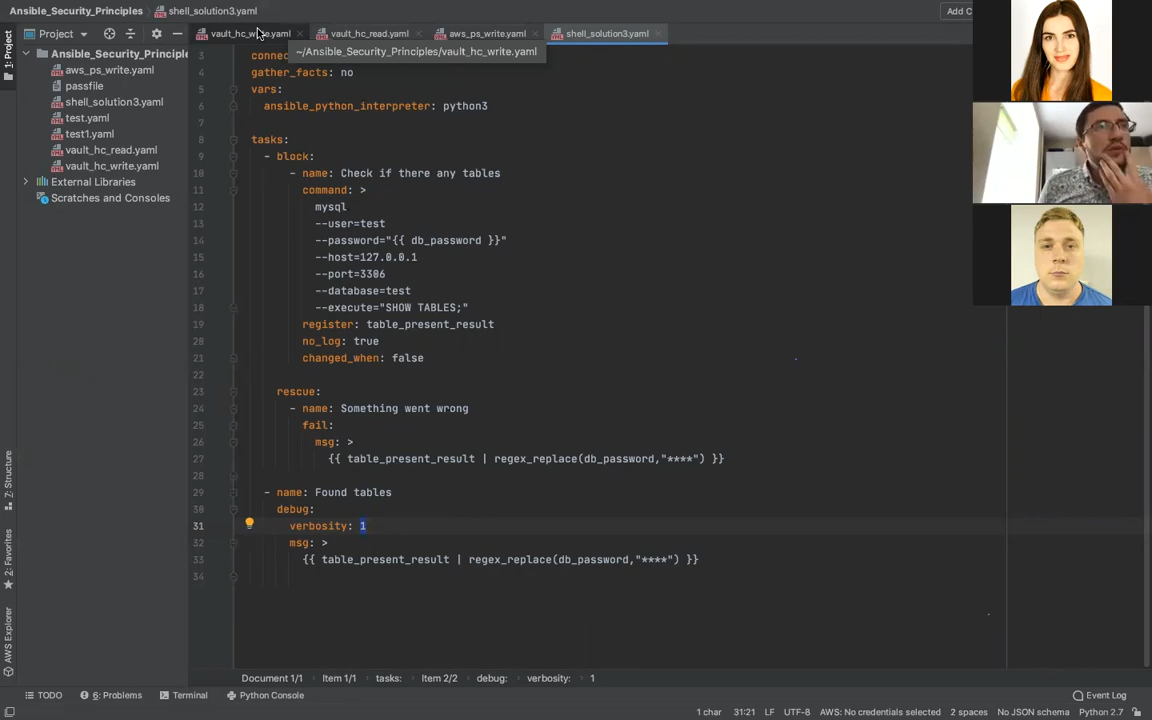 Ansible_Security_Principles
shell_solution3.yaml
Add C
Project
vault_hc_write.yaml
vault_hc_read.yaml
aws_ps_write.yaml
shell_solution3.yaml
~/Ansible_Security_Principles/vault_hc_write.yaml
1: Project
7: Structure
2: Favorites
AWS Explorer
Ansible_Security_Principle
aws_ps_write.yaml
passfile
shell_solution3.yaml
test.yaml
test1.yaml
vault_hc_read.yaml
vault_hc_write.yaml
External Libraries
Scratches and Consoles
3 connec
4 gather_facts: no
5 vars:
6 ansible_python_interpreter: python3
7
8 tasks:
9 - block:
10 - name: Check if there any tables
11 command: >
12 mysql
13 --user=test
14 --password="{{ db_password }}"
15 --host=127.0.0.1
16 --port=3306
17 --database=test
18 --execute="SHOW TABLES;"
19 register: table_present_result
20 no_log: true
21 changed_when: false
22
23 rescue:
24 - name: Something went wrong
25 fail:
26 msg: >
27 {{ table_present_result | regex_replace(db_password,"****") }}
28
29 - name: Found tables
30 debug:
31 verbosity: 1
32 msg: >
33 {{ table_present_result | regex_replace(db_password,"****") }}
34
Document 1/1 Item 1/1 tasks: Item 2/2 debug: verbosity: 1
TODO 6: Problems Terminal Python Console Event Log
1 char 31:21 LF UTF-8 AWS: No credentials selected 2 spaces No JSON schema Python 2.7